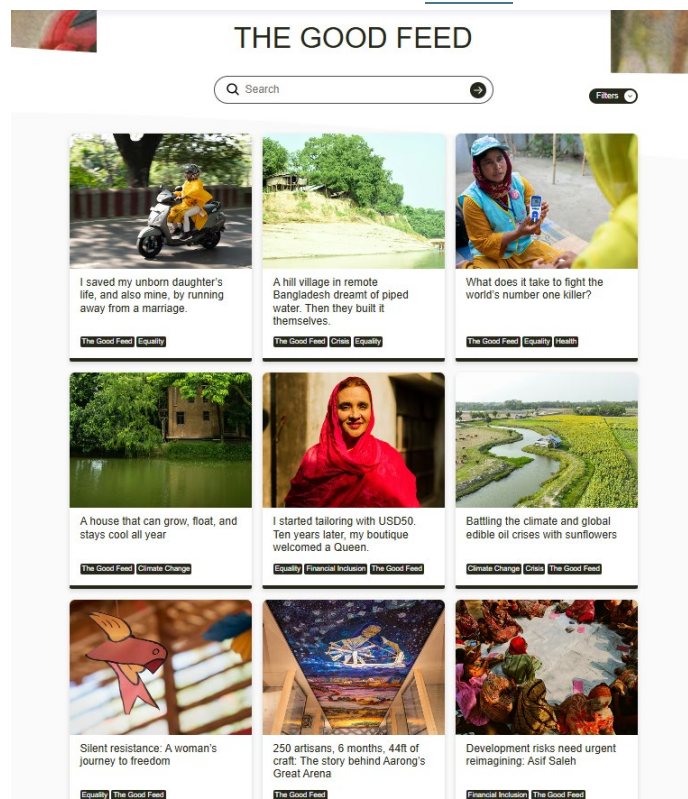 THE GOOD FEED
Search
Filters
I saved my unborn daughter's
life, and also mine, by running
away from a marriage.
The Good Feed Equality
A hill village in remote
Bangladesh dreamt of piped
water. Then they built it
themselves.
The Good Feed Crisis Equality
What does it take to fight the
world's number one killer?
The Good Feed Equality Health
A house that can grow, float, and
stays cool all year
The Good Feed Climate Change
I started tailoring with USD50.
Ten years later, my boutique
welcomed a Queen.
Equality Financial Inclusion The Good Feed
Battling the climate and global
edible oil crises with sunflowers
Climate Change Crisis The Good Feed
Silent resistance: A woman's
journey to freedom
Equality The Good Feed
250 artisans, 6 months, 44ft of
craft: The story behind Aarong's
Great Arena
The Good Feed
Development risks need urgent
reimagining: Asif Saleh
Financial Inclusion The Good Feed